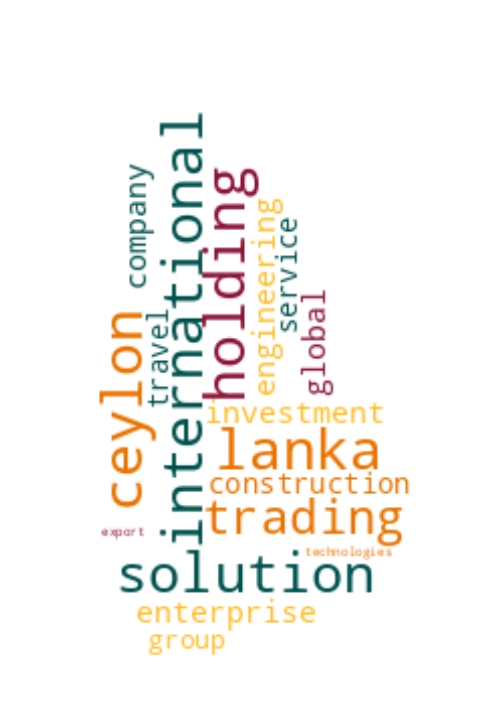 international
company
holding
engineering
service
global
ceylon
travel
investment
lanka
construction
trading
export
technologies
solution
enterprise
group